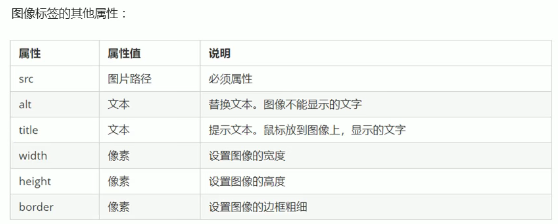 图像标签的其他属性：
属性 属性值 说明
src 图片路径 必须属性
alt 文本 替换文本。图像不能显示的文字
title 文本 提示文本。鼠标放到图像上，显示的文字
width 像素 设置图像的宽度
height 像素 设置图像的高度
border 像素 设置图像的边框粗细